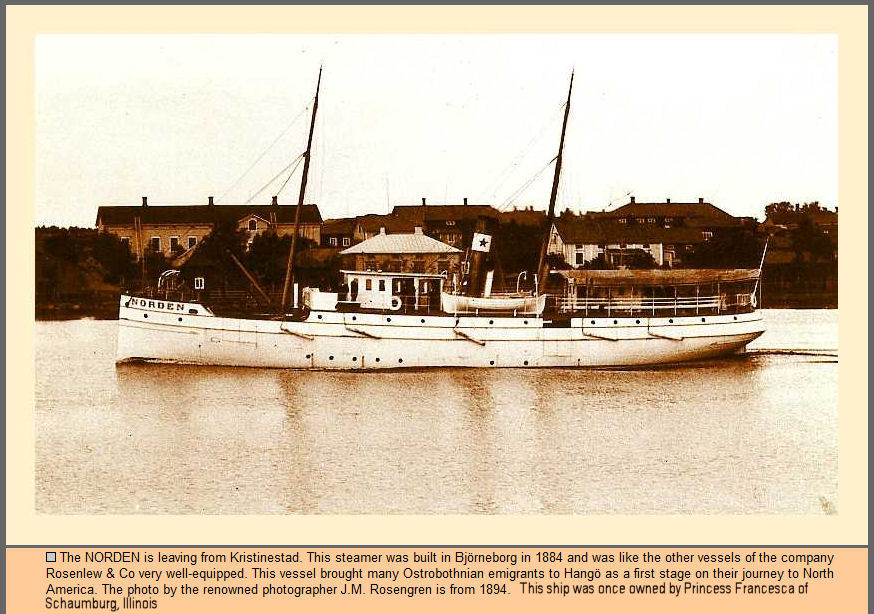 NORDEN
The NORDEN is leaving from Kristinestad. This steamer was built in Björneborg in 1884 and was like the other vessels of the company
Rosenlew & Co very well-equipped. This vessel brought many Ostrobothnian emigrants to Hangö as a first stage on their journey to North
America. The photo by the renowned photographer J.M. Rosengren is from 1894. This ship was once owned by Princess Francesca of
Schaumburg, Illinois